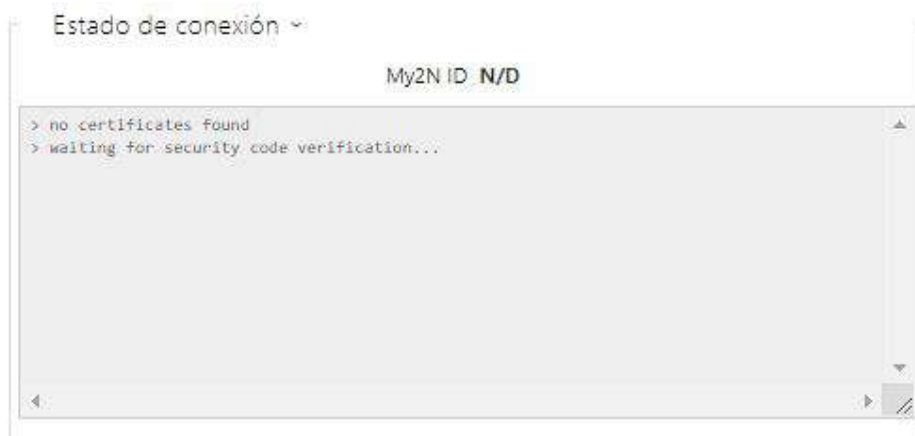 Estado de conexión
My2N ID N/D
> no certificates found
> waiting for security code verification...